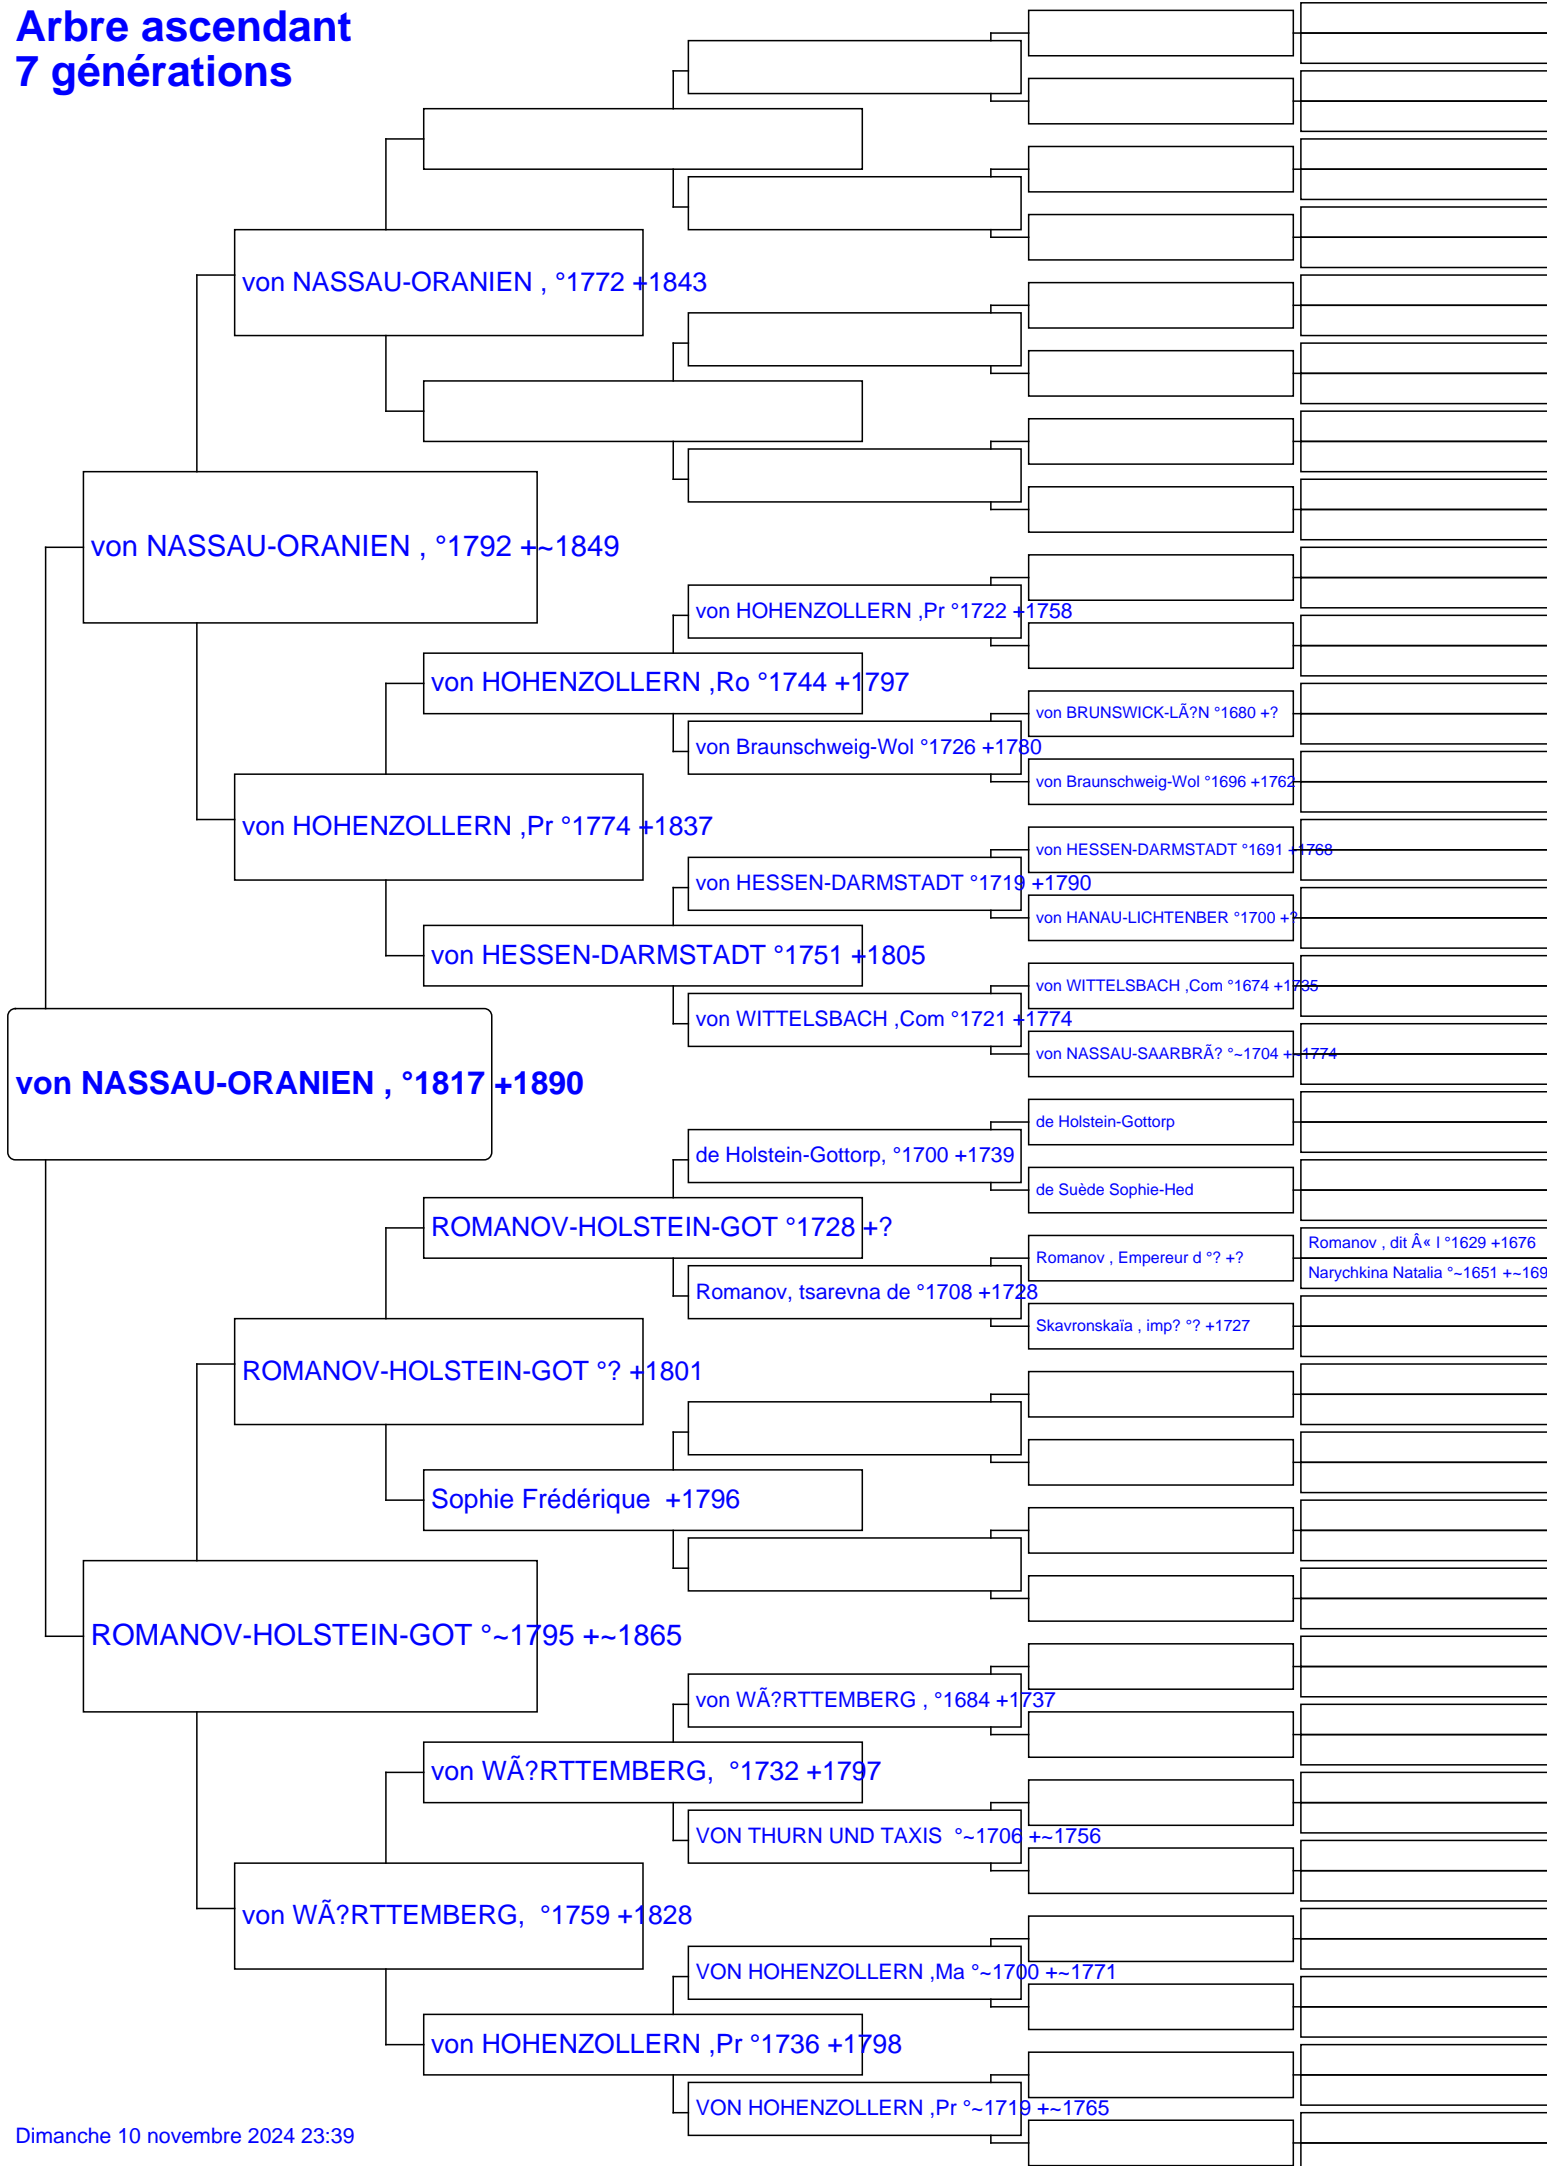 Arbre ascendant
7 générations
von NASSAU-ORANIEN , °1772 +1843
von NASSAU-ORANIEN , °1792 +~1849
von HOHENZOLLERN ,Pr °1722 +1758
von HOHENZOLLERN ,Ro °1744 +1797
von BRUNSWICK-LÃ?N °1680 +?
von Braunschweig-Wol °1726 +1780
von Braunschweig-Wol °1696 +1762
von HOHENZOLLERN ,Pr °1774 +1837
von HESSEN-DARMSTADT °1691 +1768
von HESSEN-DARMSTADT °1719 +1790
von HANAU-LICHTENBER °1700 +?
von HESSEN-DARMSTADT °1751 +1805
von WITTELSBACH ,Com °1674 +1735
von WITTELSBACH ,Com °1721 +1774
von NASSAU-SAARBRÃ? °~1704 +~1774
von NASSAU-ORANIEN , °1817 +1890
de Holstein-Gottorp
de Holstein-Gottorp, °1700 +1739
de Suède Sophie-Hed
ROMANOV-HOLSTEIN-GOT °1728 +?
Romanov , dit Â« l °1629 +1676
Romanov , Empereur d °? +?
Narychkina Natalia °~1651 +~169
Romanov, tsarevna de °1708 +1728
Skavronskaïa , imp? °? +1727
ROMANOV-HOLSTEIN-GOT °? +1801
Sophie Frédérique  +1796
ROMANOV-HOLSTEIN-GOT °~1795 +~1865
von WÃ?RTTEMBERG , °1684 +1737
von WÃ?RTTEMBERG,  °1732 +1797
VON THURN UND TAXIS  °~1706 +~1756
von WÃ?RTTEMBERG,  °1759 +1828
VON HOHENZOLLERN ,Ma °~1700 +~1771
von HOHENZOLLERN ,Pr °1736 +1798
VON HOHENZOLLERN ,Pr °~1719 +~1765
Dimanche 10 novembre 2024 23:39